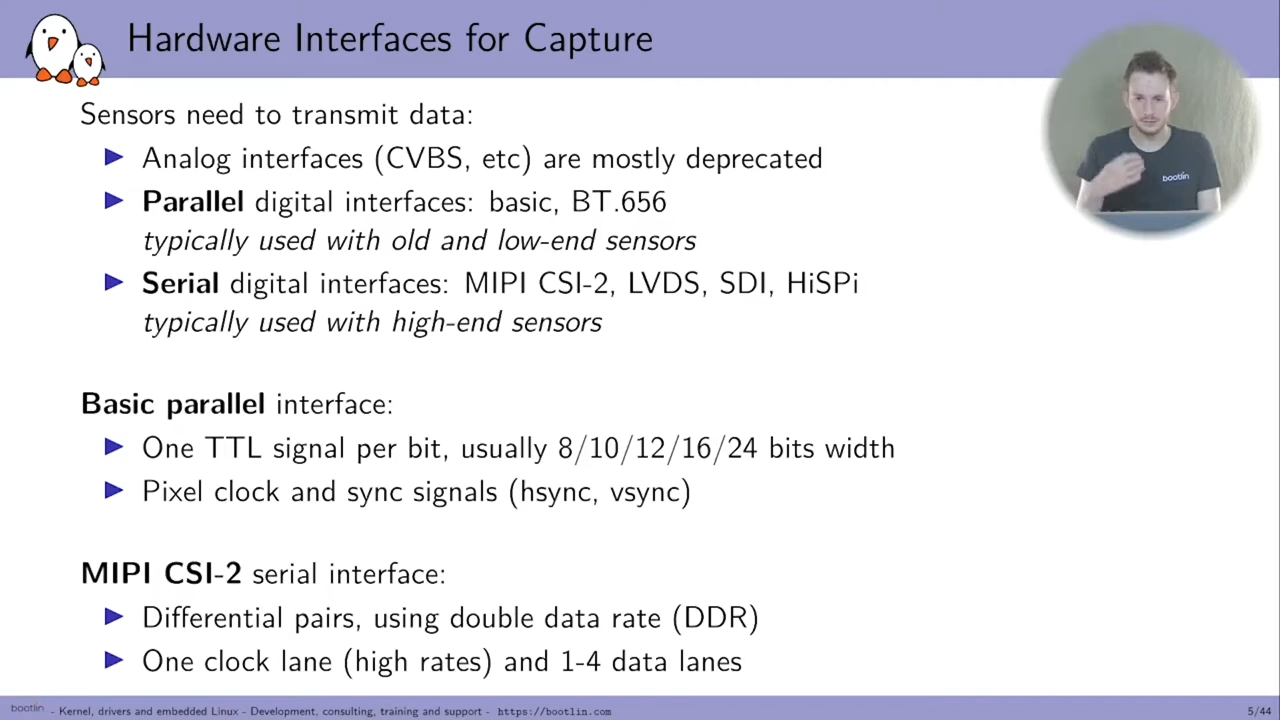 Hardware Interfaces for Capture
Sensors need to transmit data:
Analog interfaces (CVBS, etc) are mostly deprecated
Parallel digital interfaces: basic, BT.656
typically used with old and low-end sensors
Serial digital interfaces: MIPI CSI-2, LVDS, SDI, HiSPi
typically used with high-end sensors
Basic parallel interface:
One TTL signal per bit, usually 8/10/12/16/24 bits width
Pixel clock and sync signals (hsync, vsync)
MIPI CSI-2 serial interface:
Differential pairs, using double data rate (DDR)
One clock lane (high rates) and 1-4 data lanes
bootlin
bootlin - Kernel, drivers and embedded Linux - Development, consulting, training and support - https://bootlin.com 5/44